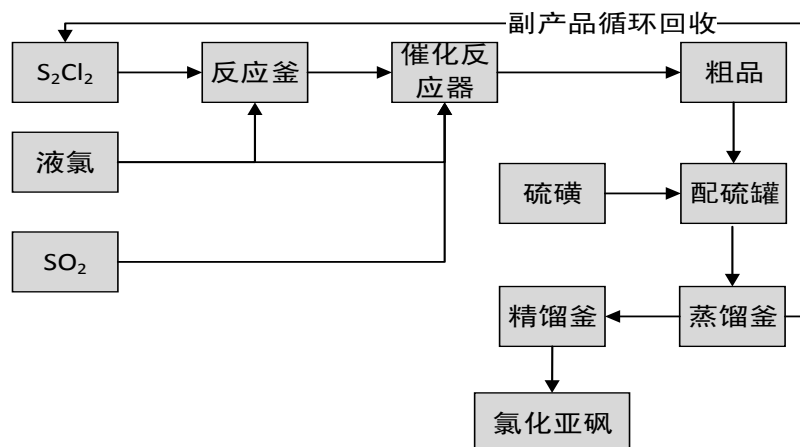 副产品循环回收
S₂Cl₂
反应釜
催化反
应器
粗品
液氯
硫磺
配硫罐
SO₂
精馏釜
蒸馏釜
氯化亚砜